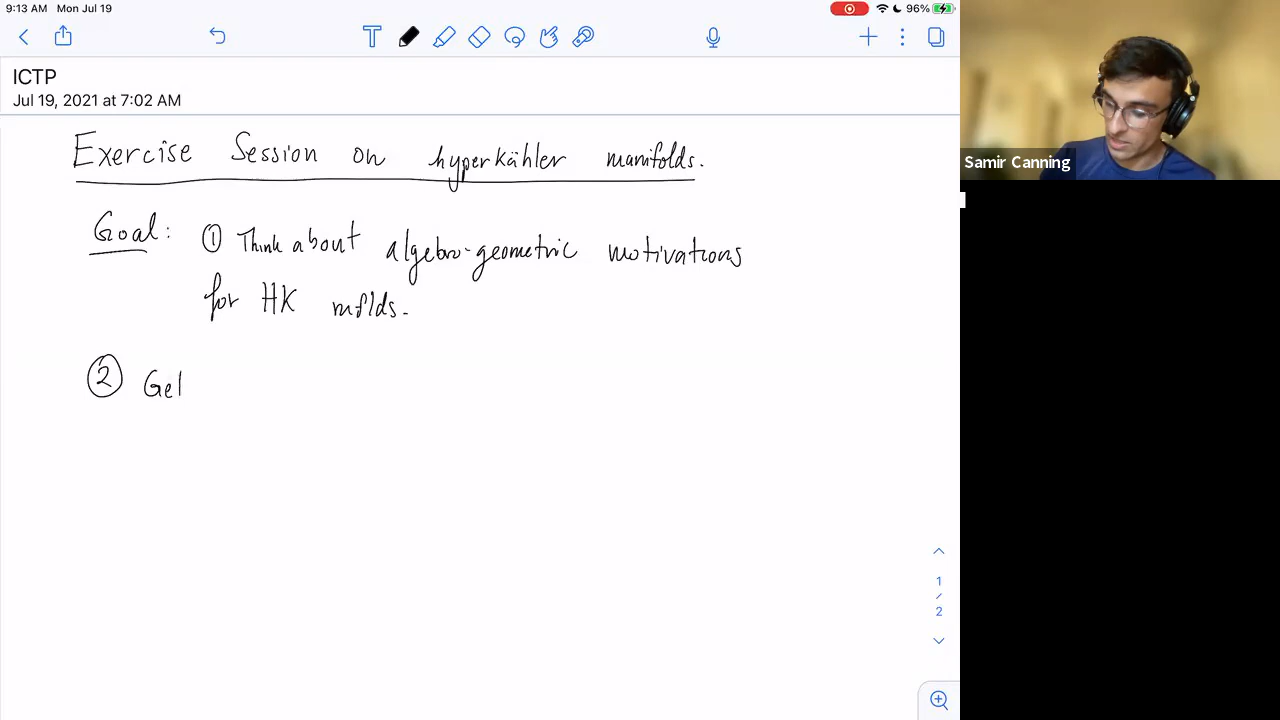 9:13 AM Mon Jul 19
96%
ICTP
Jul 19, 2021 at 7:02 AM
Exercise Session on hyperkähler manifolds.
Goal: ① Think about algebro-geometric motivations
for HK mflds.
② Gel
Samir Canning
1
/
2